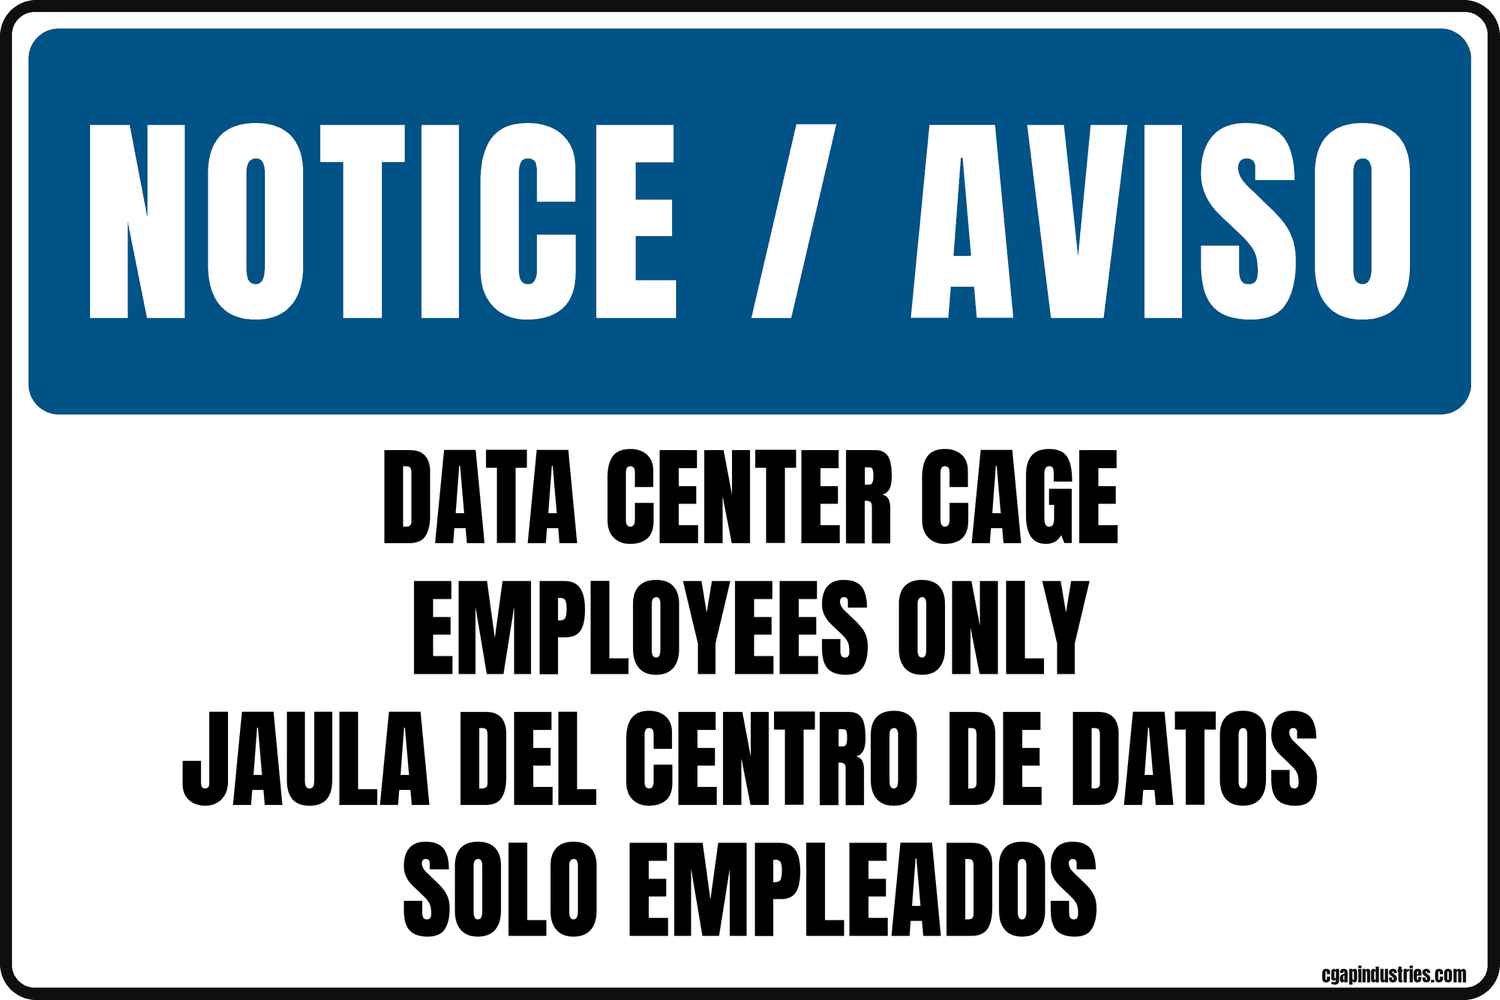 NOTICE / AVISO
DATA CENTER CAGE
EMPLOYEES ONLY
JAULA DEL CENTRO DE DATOS
SOLO EMPLEADOS
cgapindustries.com